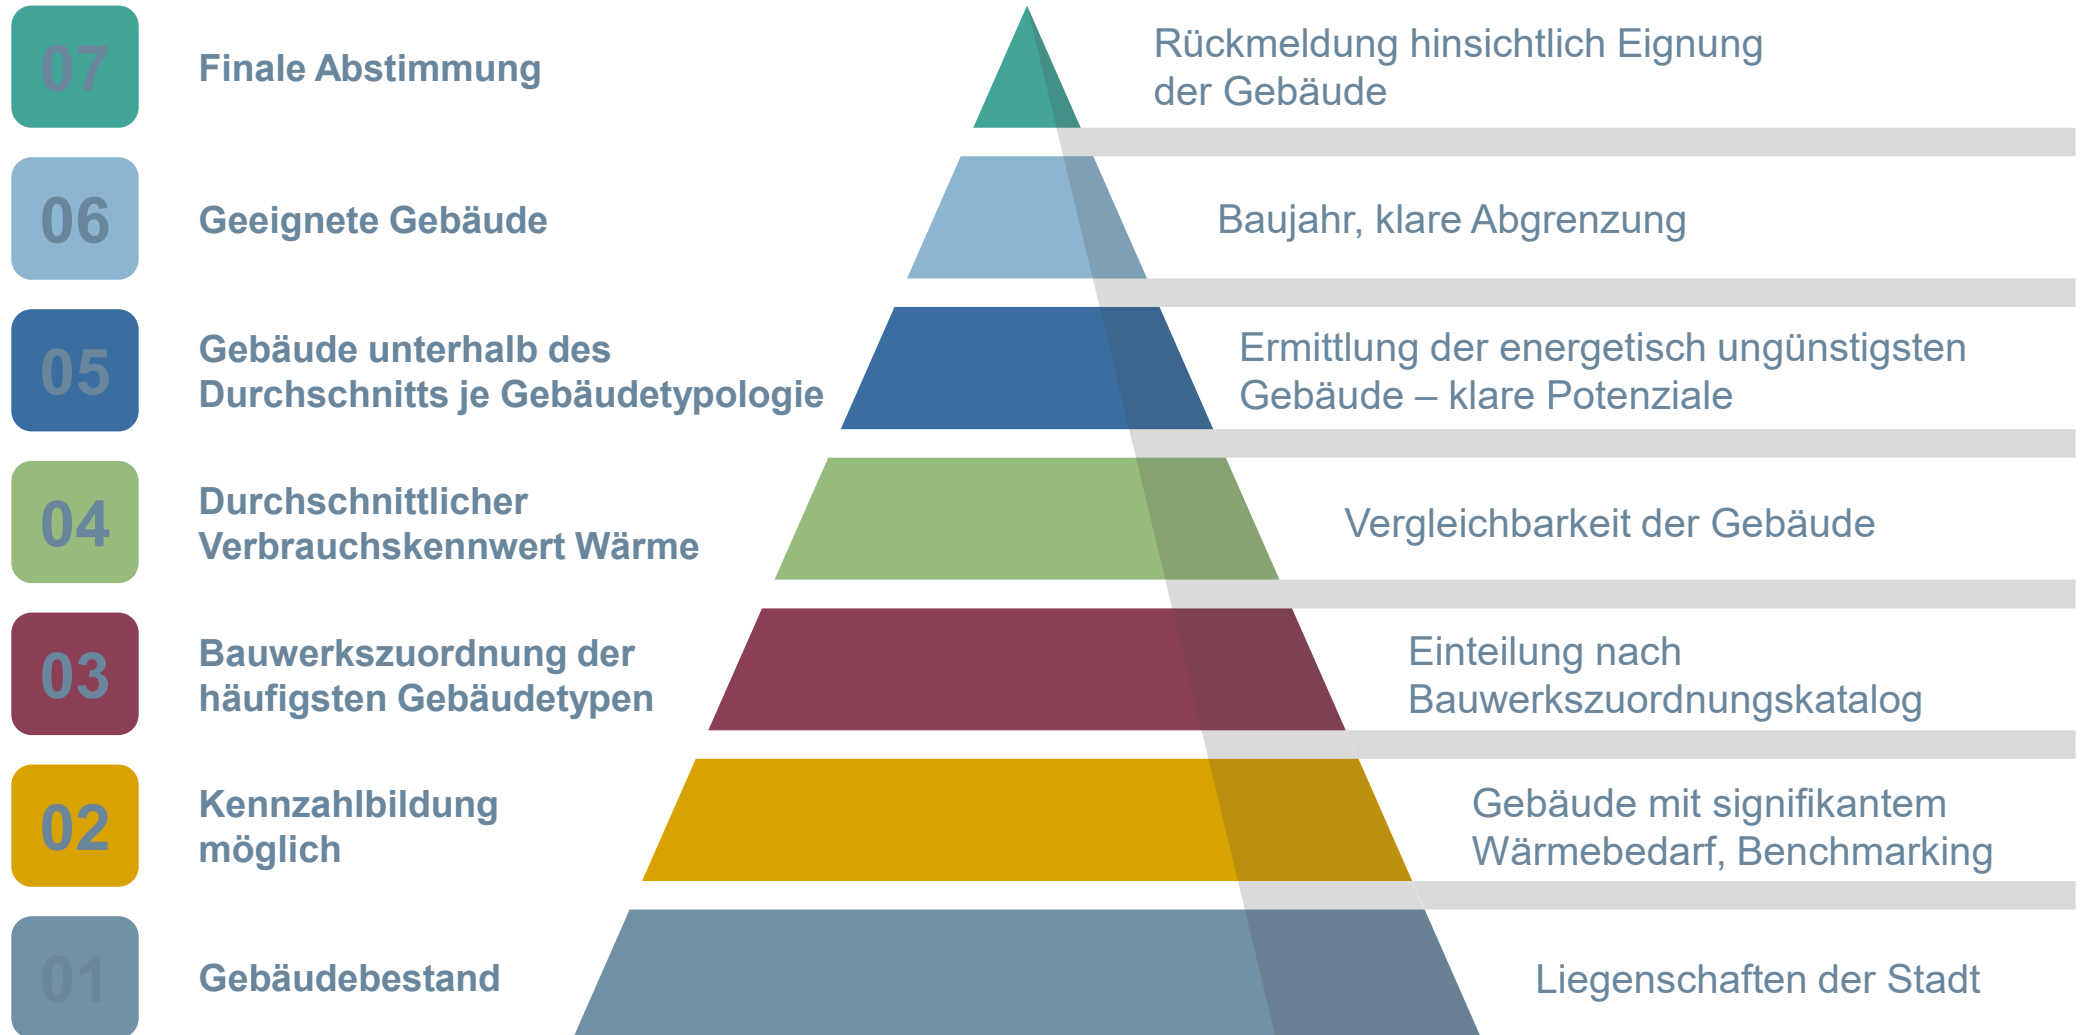 07
Finale Abstimmung
Rückmeldung hinsichtlich Eignung
der Gebäude
06
Geeignete Gebäude
Baujahr, klare Abgrenzung
05
Gebäude unterhalb des
Durchschnitts je Gebäudetypologie
Ermittlung der energetisch ungünstigsten
Gebäude – klare Potenziale
04
Durchschnittlicher
Verbrauchskennwert Wärme
Vergleichbarkeit der Gebäude
03
Bauwerkszuordnung der
häufigsten Gebäudetypen
Einteilung nach
Bauwerkszuordnungskatalog
02
Kennzahlbildung
möglich
Gebäude mit signifikantem
Wärmebedarf, Benchmarking
01
Gebäudebestand
Liegenschaften der Stadt